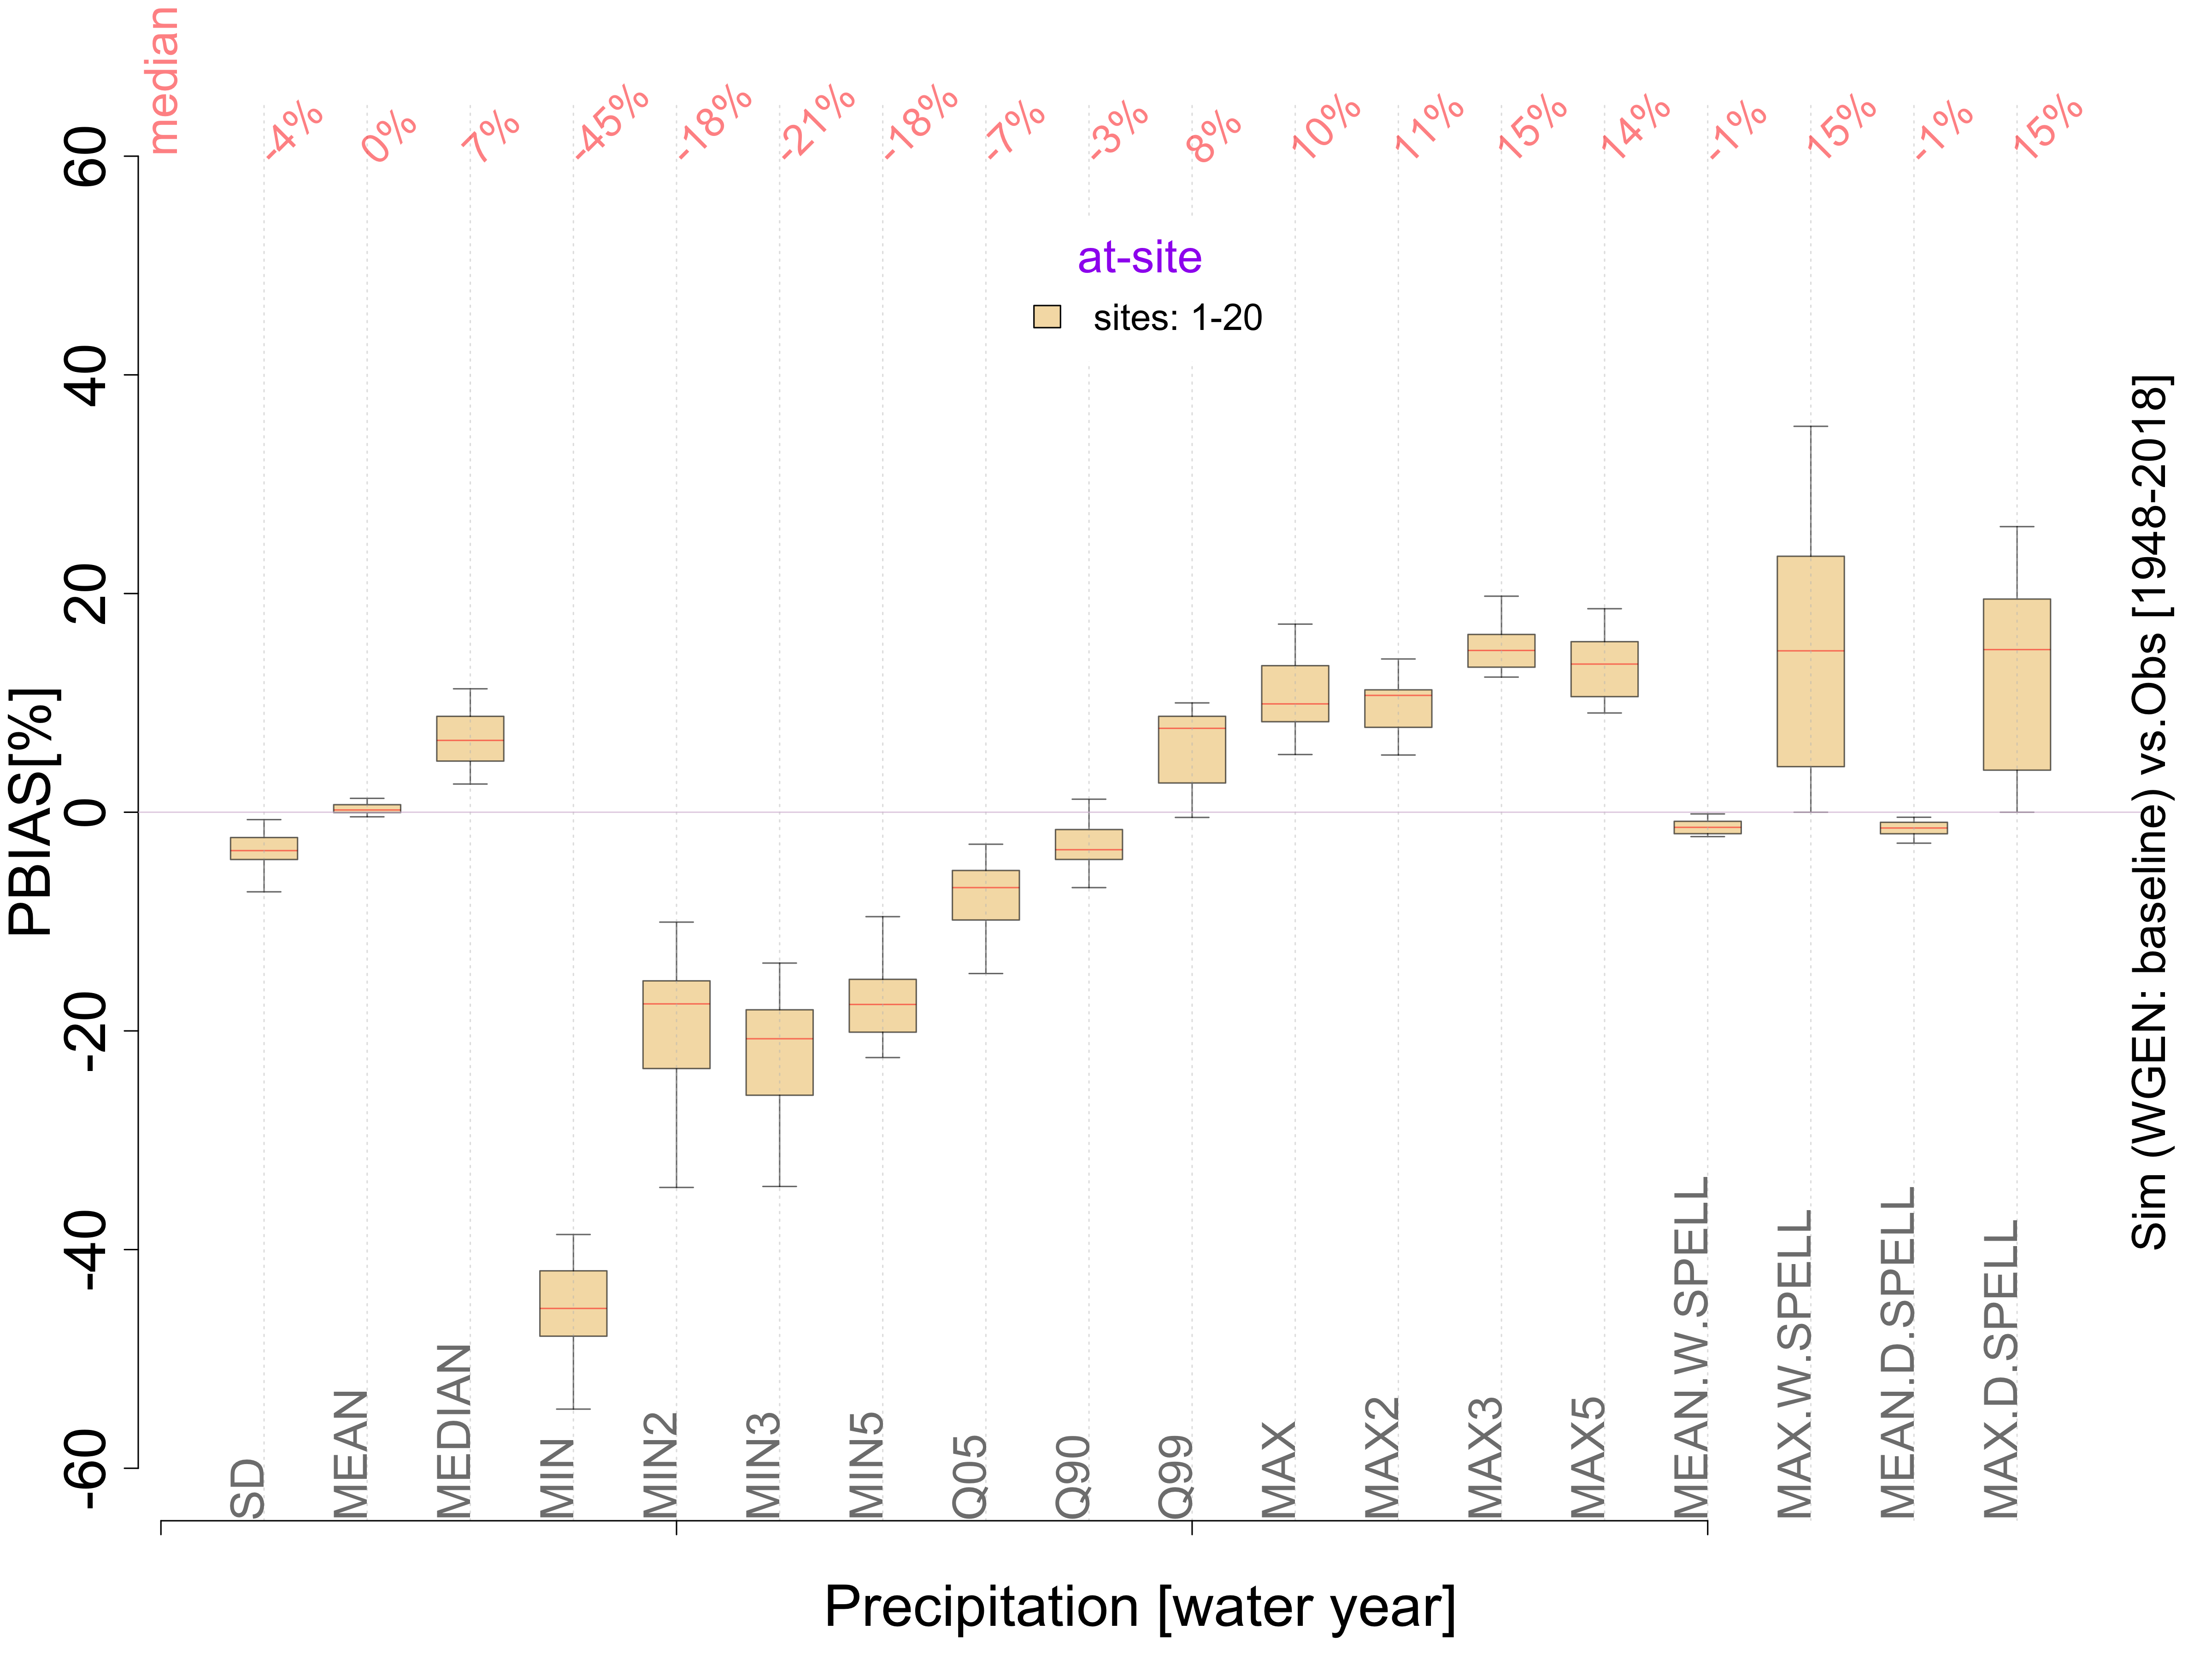 median
-4%
0%
7%
-45%
-18%
-21%
-18%
-7%
-3%
8%
10%
11%
15%
14%
-1%
15%
-1%
15%
at-site
sites: 1-20
PBIAS[%]
60
40
20
0
-20
-40
-60
SD
MEAN
MEDIAN
MIN
MIN2
MIN3
MIN5
Q05
Q90
Q99
MAX
MAX2
MAX3
MAX5
MEAN.W.SPELL
MAX.W.SPELL
MEAN.D.SPELL
MAX.D.SPELL
Precipitation [water year]
Sim (WGEN: baseline) vs.Obs [1948-2018]